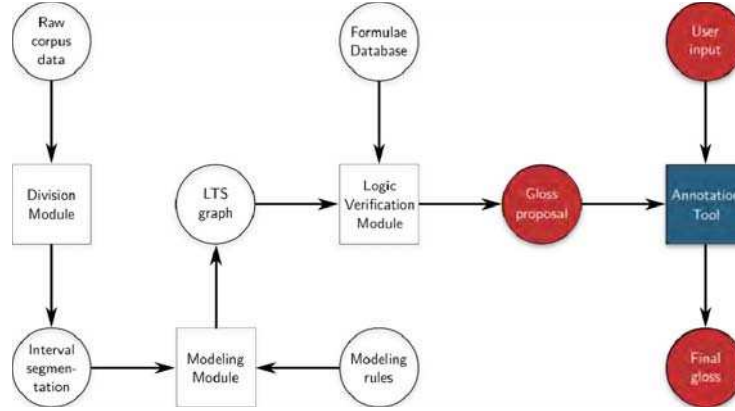 Raw
corpus
data
Formulae
Database
User
input
Division
Module
LTS
graph
Logic
Verification
Module
Gloss
proposal
Annotation
Tool
Interval
segmen-
tation
Modeling
Module
Modeling
rules
Final
gloss